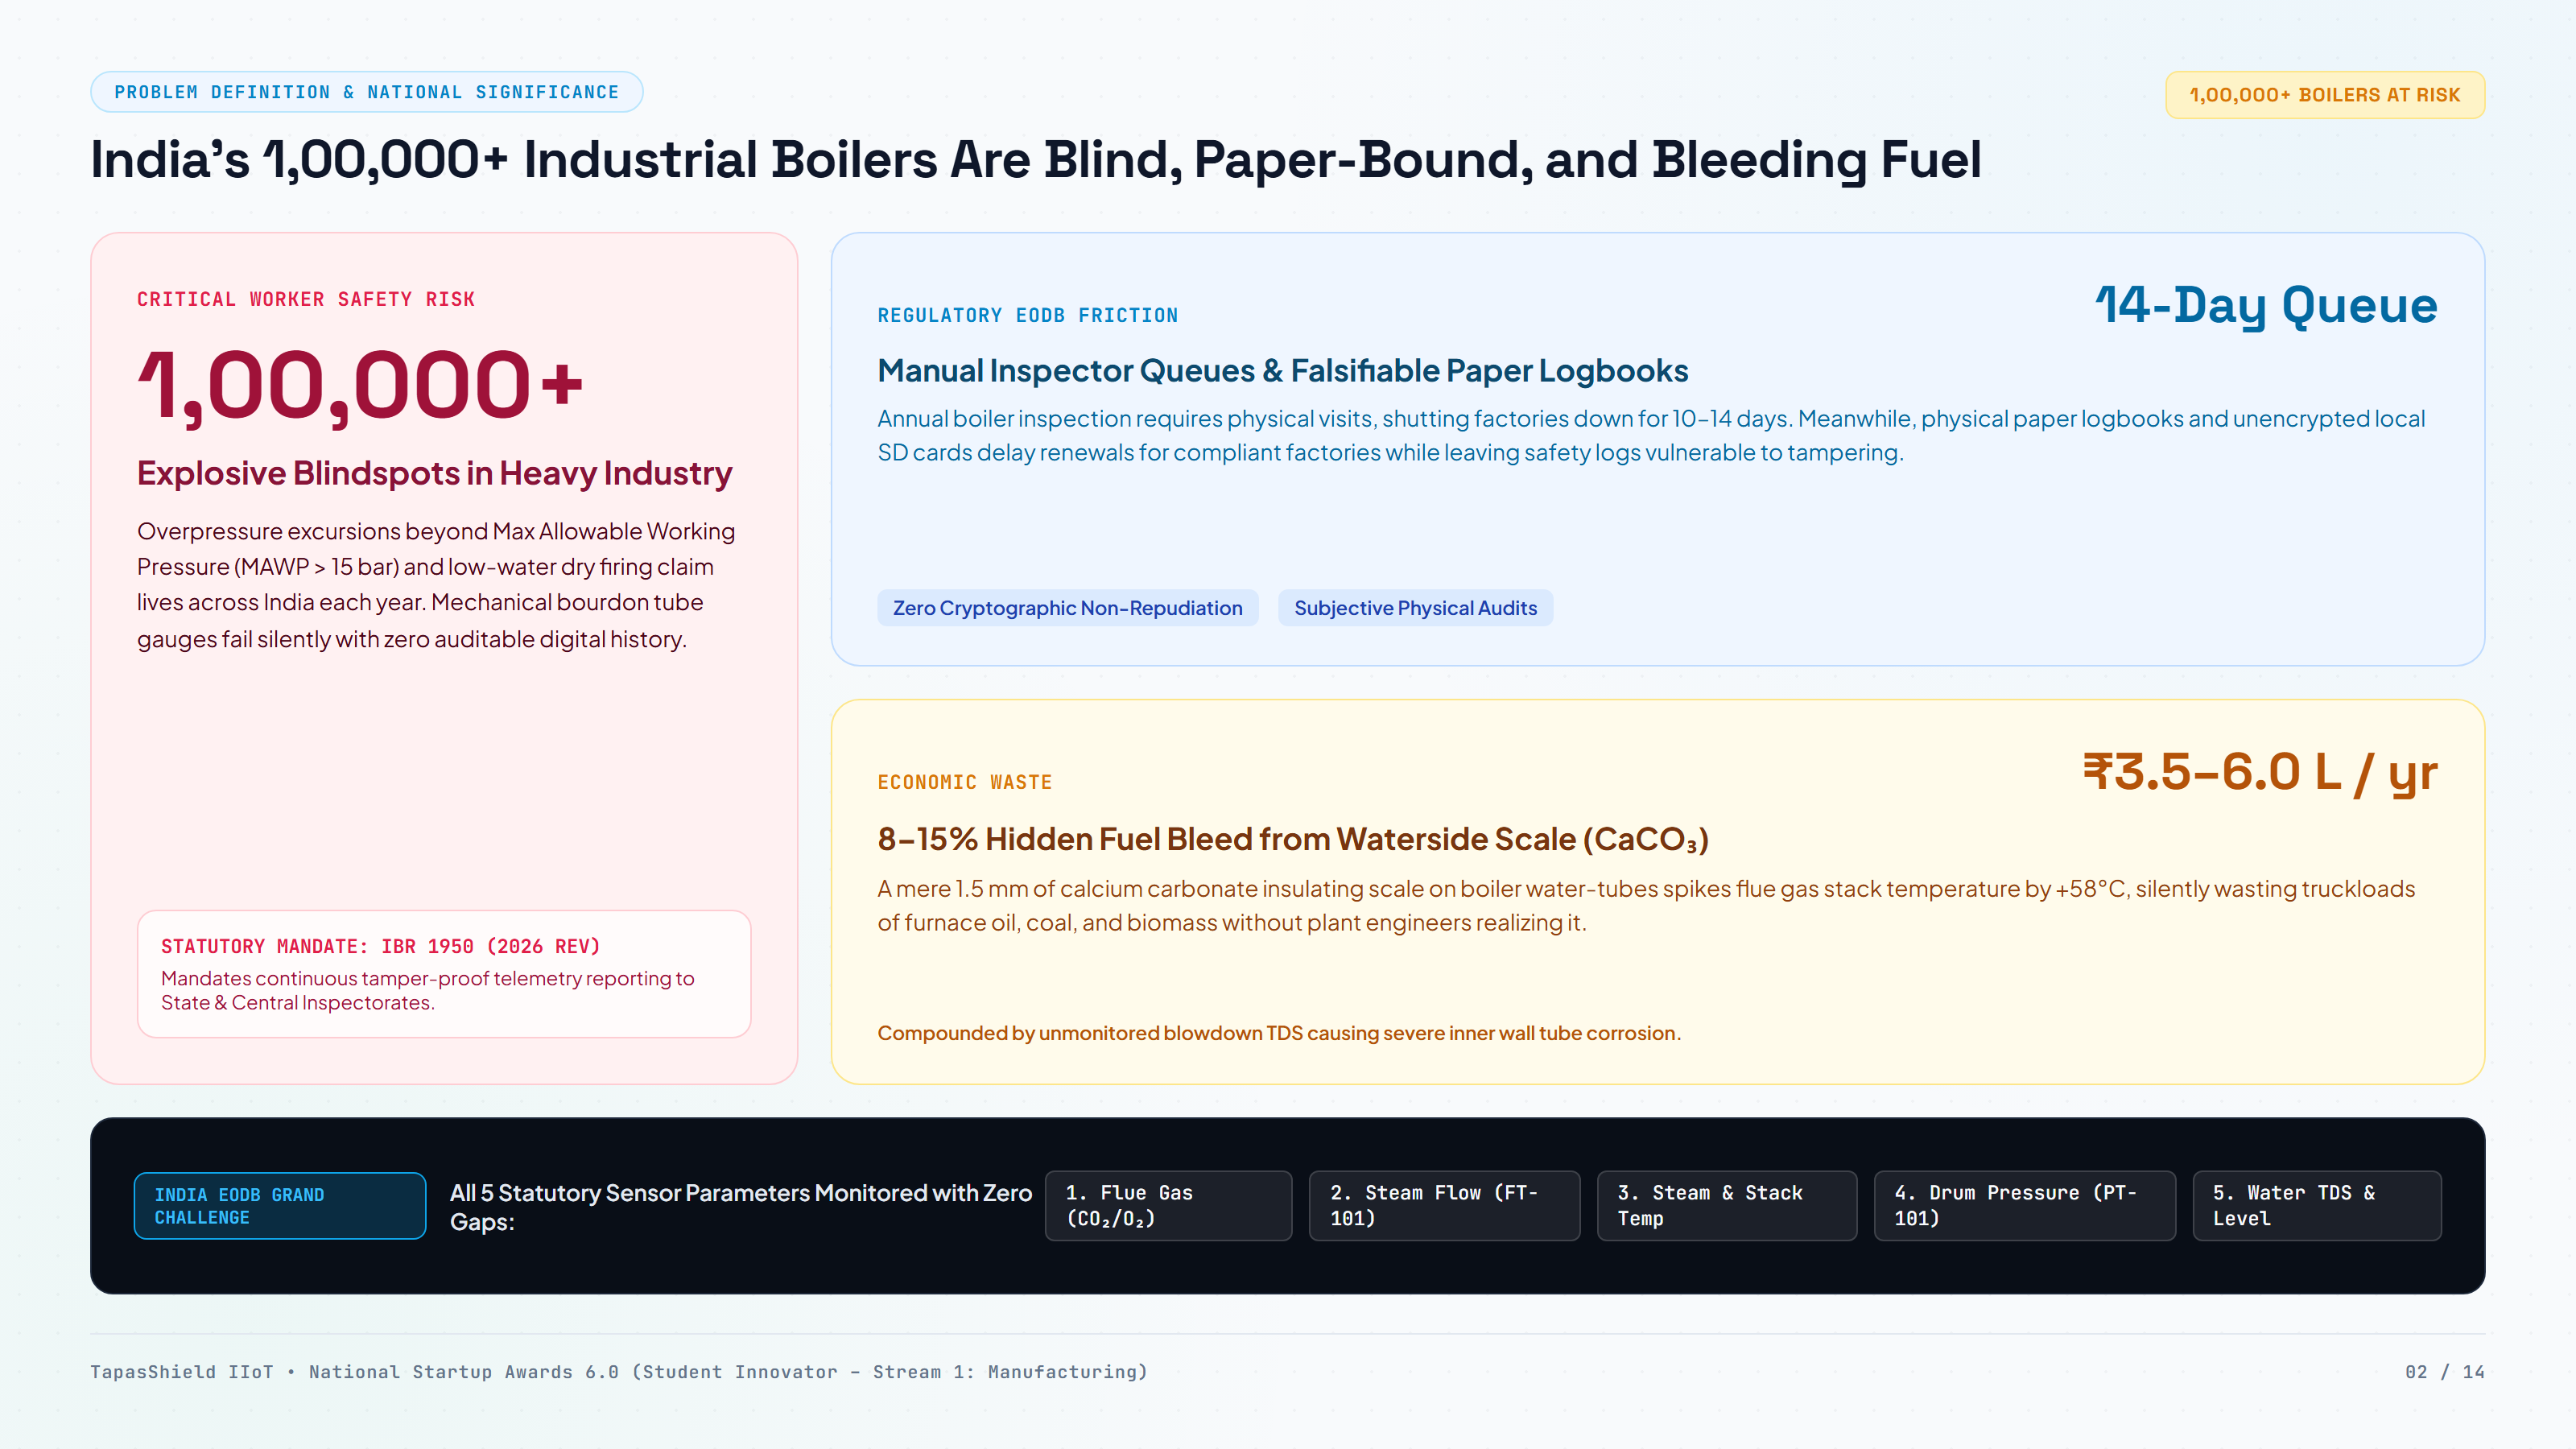 PROBLEM DEFINITION & NATIONAL SIGNIFICANCE
1,00,000+ BOILERS AT RISK
India’s 1,00,000+ Industrial Boilers Are Blind, Paper-Bound, and Bleeding Fuel
CRITICAL WORKER SAFETY RISK
1,00,000+
Explosive Blindspots in Heavy Industry
Overpressure excursions beyond Max Allowable Working
Pressure (MAWP > 15 bar) and low-water dry firing claim
lives across India each year. Mechanical bourdon tube
gauges fail silently with zero auditable digital history.
STATUTORY MANDATE: IBR 1950 (2026 REV)
Mandates continuous tamper-proof telemetry reporting to
State & Central Inspectorates.
REGULATORY EODB FRICTION
14-Day Queue
Manual Inspector Queues & Falsifiable Paper Logbooks
Annual boiler inspection requires physical visits, shutting factories down for 10–14 days. Meanwhile, physical paper logbooks and unencrypted local
SD cards delay renewals for compliant factories while leaving safety logs vulnerable to tampering.
Zero Cryptographic Non-Repudiation
Subjective Physical Audits
ECONOMIC WASTE
₹3.5–6.0 L / yr
8–15% Hidden Fuel Bleed from Waterside Scale (CaCO₃)
A mere 1.5 mm of calcium carbonate insulating scale on boiler water-tubes spikes flue gas stack temperature by +58°C, silently wasting truckloads
of furnace oil, coal, and biomass without plant engineers realizing it.
Compounded by unmonitored blowdown TDS causing severe inner wall tube corrosion.
INDIA EODB GRAND
CHALLENGE
All 5 Statutory Sensor Parameters Monitored with Zero
Gaps:
1. Flue Gas
(CO₂/O₂)
2. Steam Flow (FT-
101)
3. Steam & Stack
Temp
4. Drum Pressure (PT-
101)
5. Water TDS &
Level
TapasShield IIoT • National Startup Awards 6.0 (Student Innovator – Stream 1: Manufacturing)
02 / 14